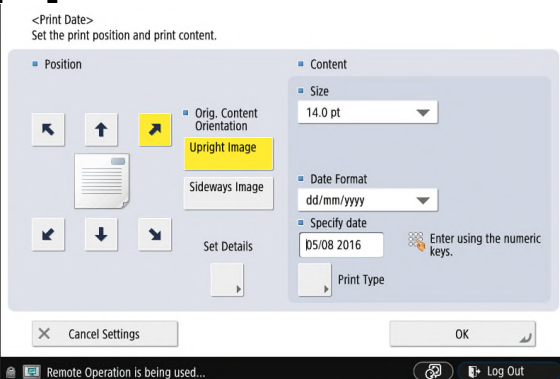 <Print Date>
Set the print position and print content.
Position
Content
Size
14.0 pt
Orig. Content
Orientation
Upright Image
Sideways Image
Date Format
dd/mm/yyyy
Specify date
05/08 2016
Enter using the numeric
keys.
Set Details
Print Type
Cancel Settings
OK
Remote Operation is being used...
Log Out